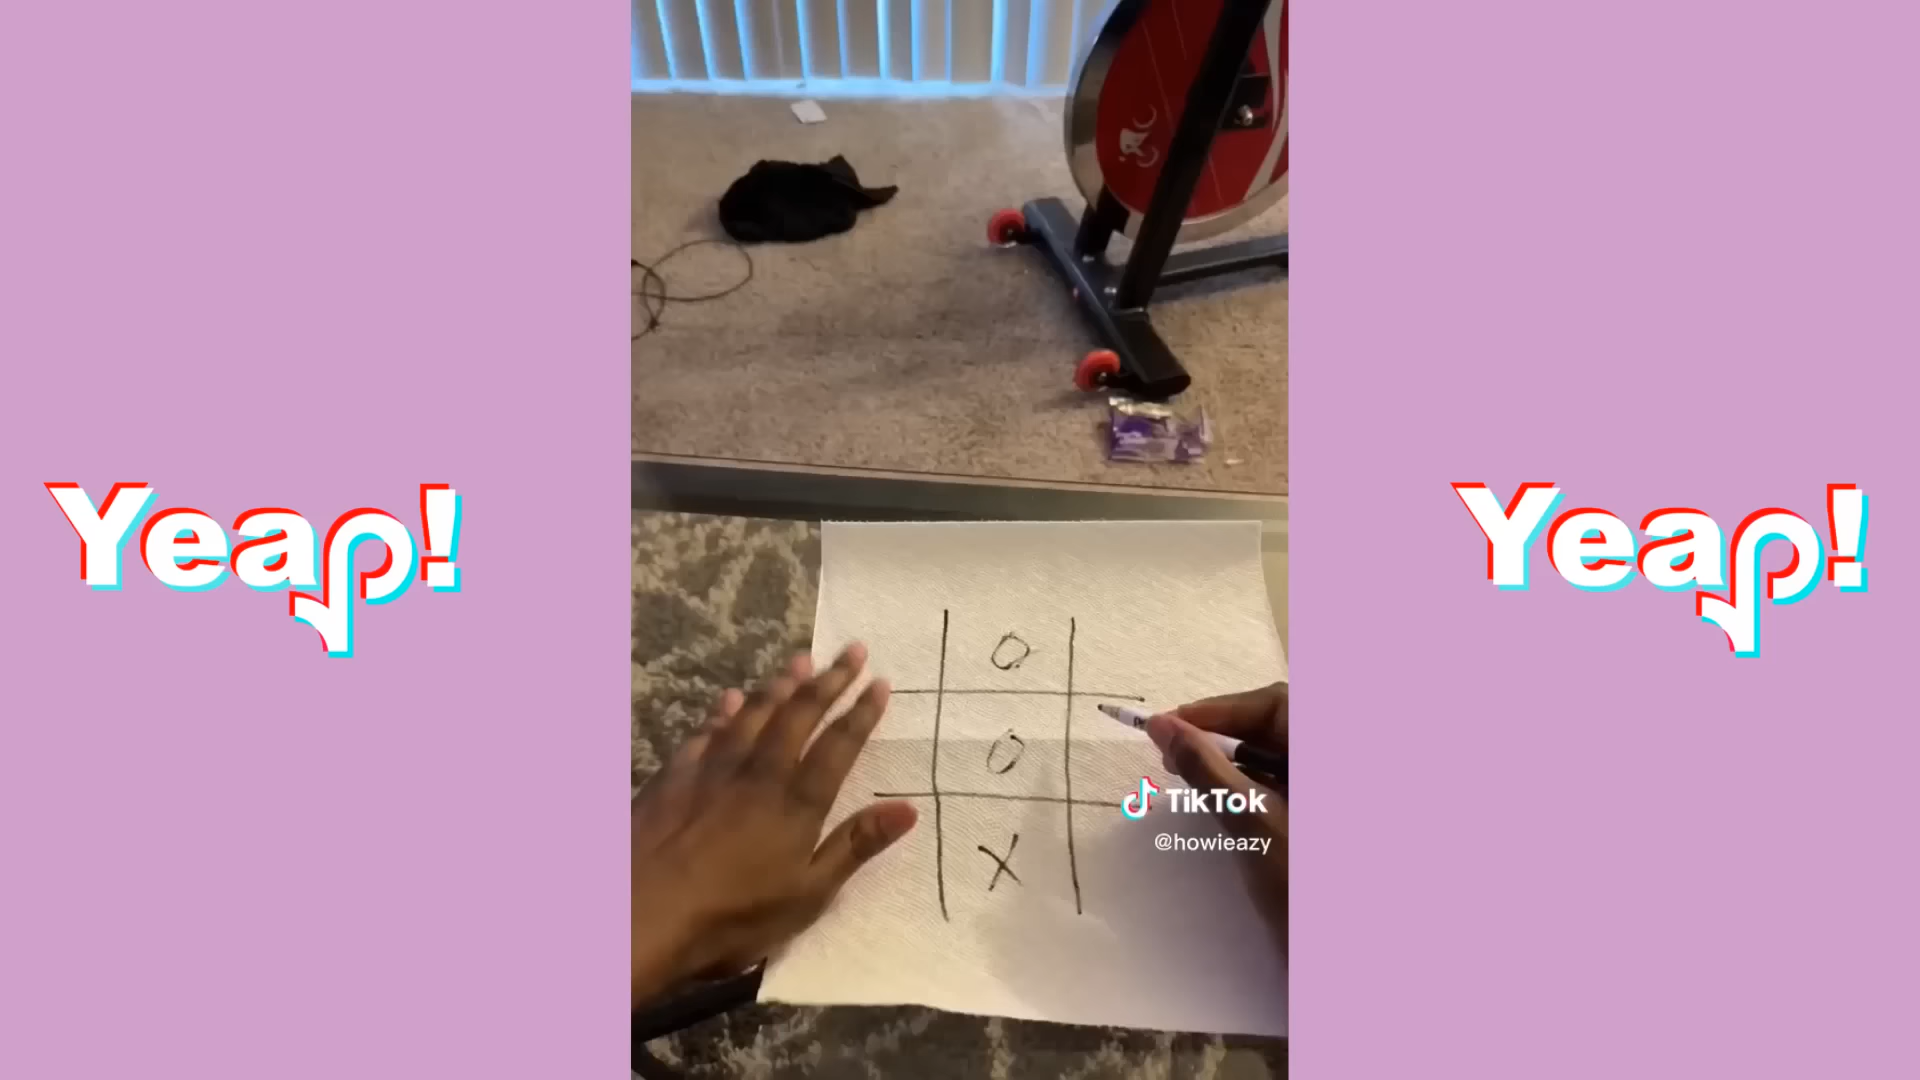 Yeap!
O
O
X
TikTok
@howieazy
Yeap!